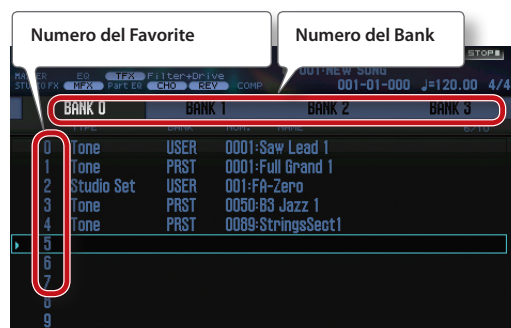 Numero del Favorite
Numero del Bank
STOP
MASTER EQ TFX Filter+Drive 001:NEW SONG
STUDIO FX MFX Part EQ CHO REV COMP 001-01-000 ♩=120.00 4/4
BANK 0 BANK 1 BANK 2 BANK 3
TYPE BANK NUM. NAME 6/10
0 Tone USER 0001:Saw Lead 1
1 Tone PRST 0001:Full Grand 1
2 Studio Set USER 001:FA-Zero
3 Tone PRST 0050:B3 Jazz 1
4 Tone PRST 0089:StringsSect1
5
6
7
8
9